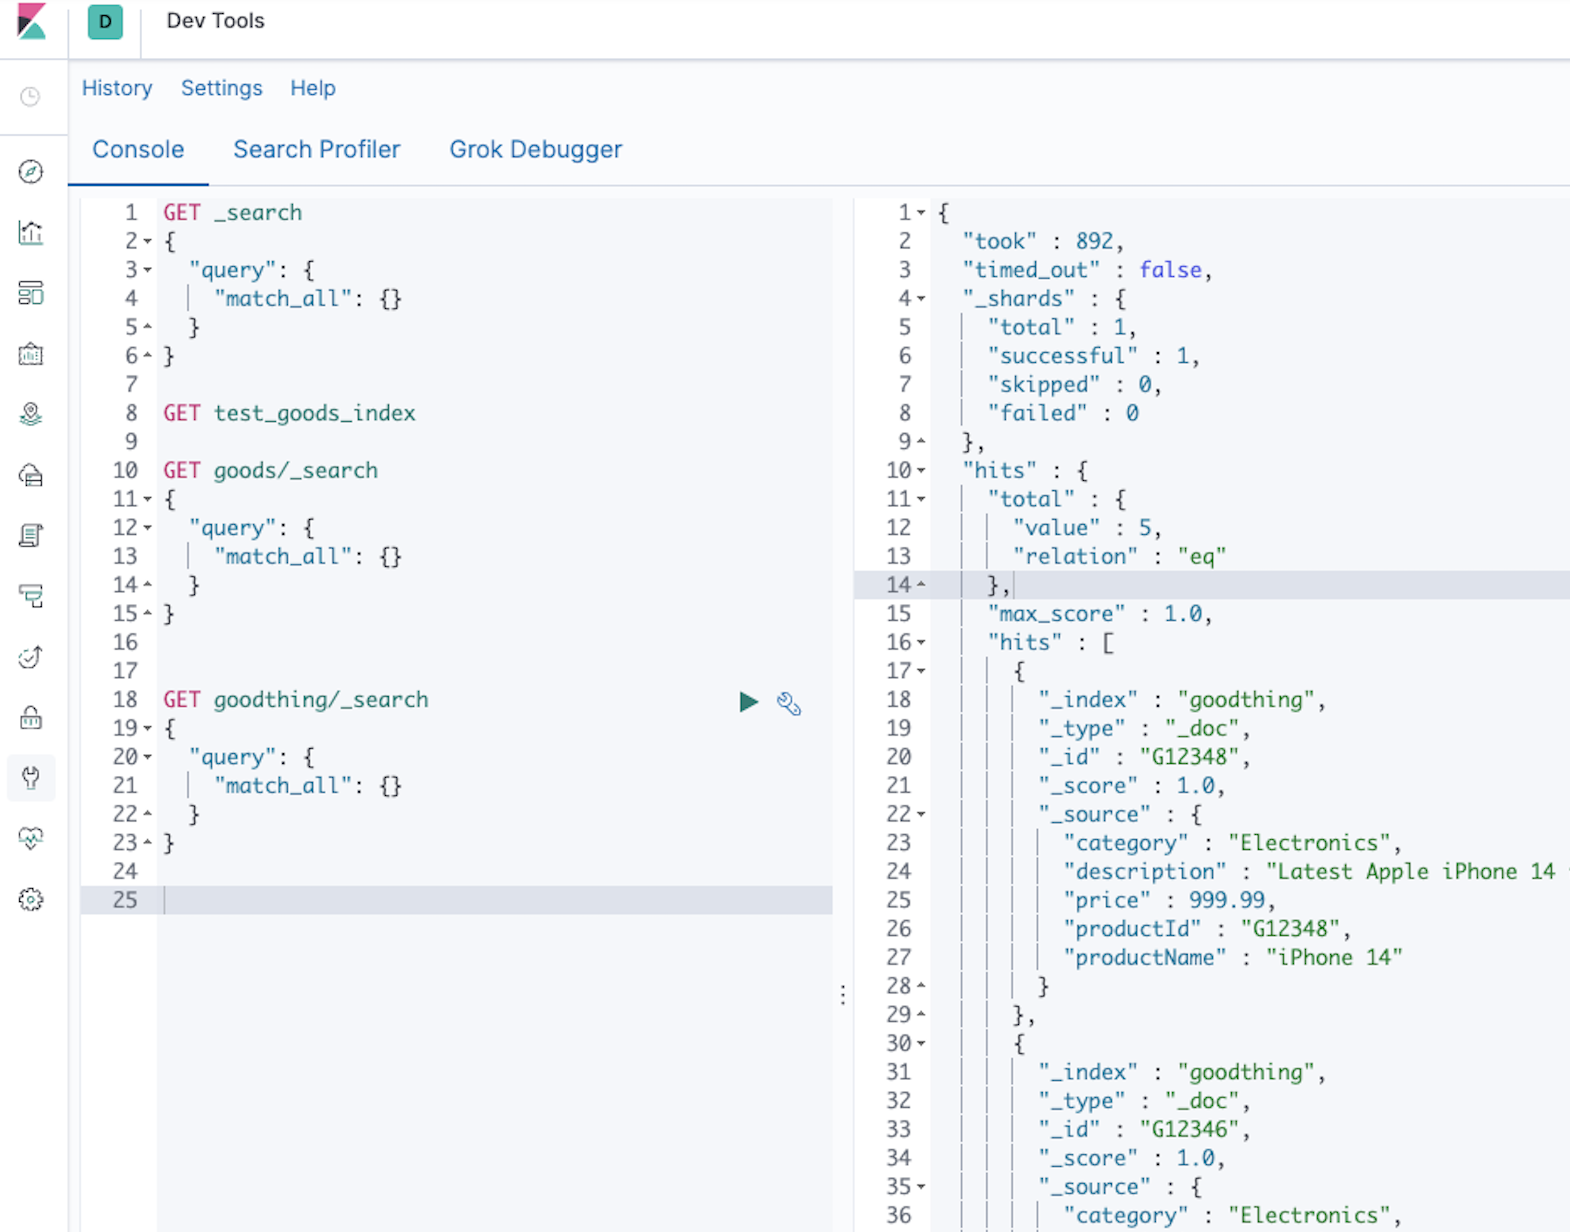 D
Dev Tools
History Settings Help
Console Search Profiler Grok Debugger
1 GET _search
2 {
3 "query": {
4 "match_all": {}
5 }
6 }
7
8 GET test_goods_index
9
10 GET goods/_search
11 {
12 "query": {
13 "match_all": {}
14 }
15 }
16
17
18 GET goodthing/_search
19 {
20 "query": {
21 "match_all": {}
22 }
23 }
24
25
1 {
2 "took" : 892,
3 "timed_out" : false,
4 "_shards" : {
5 "total" : 1,
6 "successful" : 1,
7 "skipped" : 0,
8 "failed" : 0
9 },
10 "hits" : {
11 "total" : {
12 "value" : 5,
13 "relation" : "eq"
14 },
15 "max_score" : 1.0,
16 "hits" : [
17 {
18 "_index" : "goodthing",
19 "_type" : "_doc",
20 "_id" : "G12348",
21 "_score" : 1.0,
22 "_source" : {
23 "category" : "Electronics",
24 "description" : "Latest Apple iPhone 14
25 "price" : 999.99,
26 "productId" : "G12348",
27 "productName" : "iPhone 14"
28 }
29 },
30 {
31 "_index" : "goodthing",
32 "_type" : "_doc",
33 "_id" : "G12346",
34 "_score" : 1.0,
35 "_source" : {
36 "category" : "Electronics",